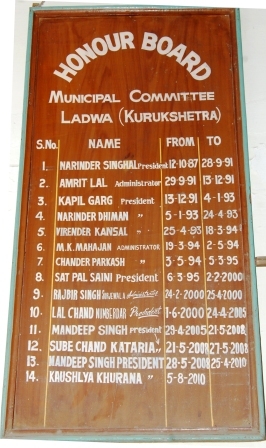 HONOUR BOARD
MUNICIPAL COMMITTEE
LADWA (KURUKSHETRA)
S.No. NAME FROM TO
1. NARINDER SINGHAL President 12-10-87 28-9-91
2. AMRIT LAL Administrator 29-9-91 13-12-91
3. KAPIL GARG President 13-12-91 4-1-93
4. NARINDER DHIMAN " 5-1-93 24-4-93
5. VIRENDER KANSAL " 25-4-93 18-3-94
6. M.K. MAHAJAN ADMINISTRATOR 19-3-94 2-5-94
7. CHANDER PARKASH " 3-5-94 5-3-95
8. SAT PAL SAINI President 6-3-95 2-2-2000
9. RAJBIR SINGH 24-2-2000 25-4-2000
10. LAL CHAND NUMBERDAR President 1-6-2000 24-4-2005
11. MANDEEP SINGH President 29-4-2005 21-5-2008
12. SUBE CHAND KATARIA " 21-5-2008 27-5-2008
13. MANDEEP SINGH PRESIDENT 28-5-2008 25-4-2010
14. KAUSHLYA KHURANA " 5-8-2010